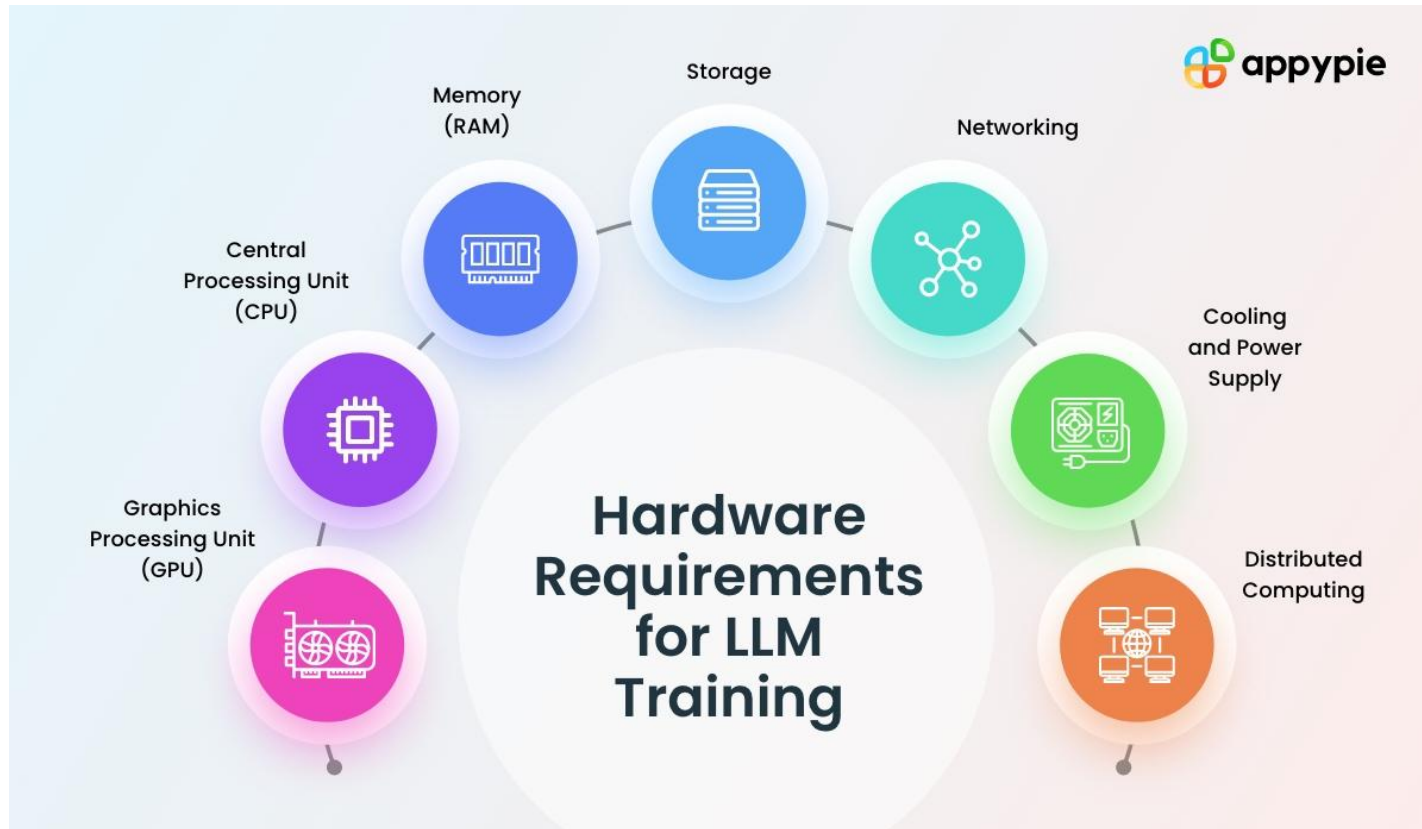 appypie
Storage
Memory
(RAM)
Networking
Central
Processing Unit
(CPU)
Cooling
and Power
Supply
Graphics
Processing Unit
(GPU)
Distributed
Computing
Hardware
Requirements
for LLM
Training